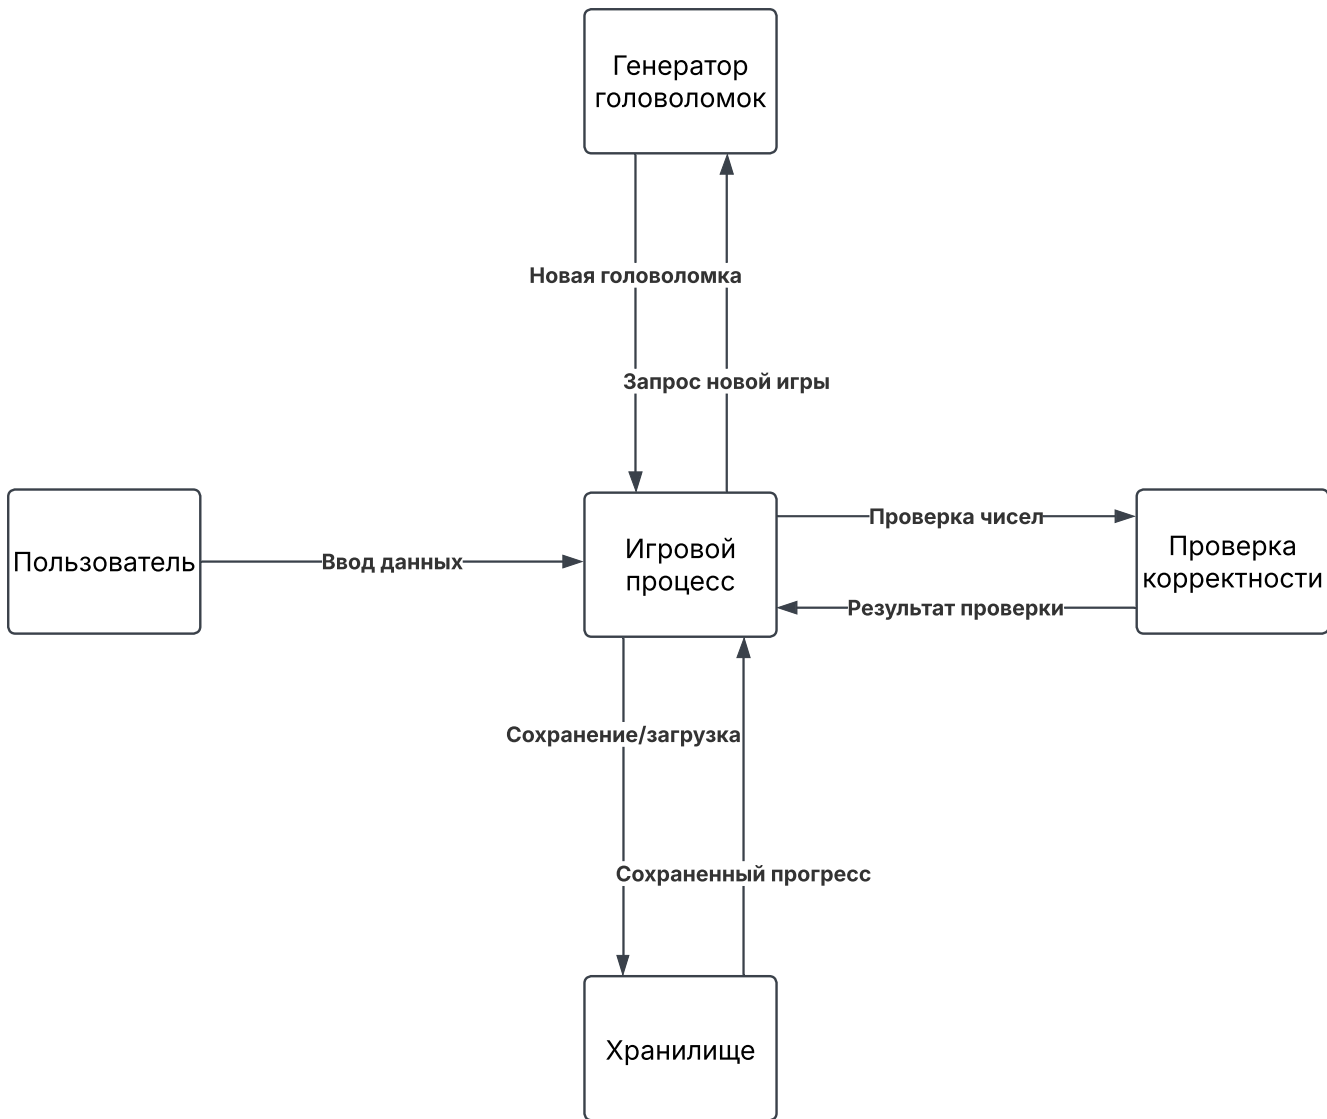 Генератор
головоломок
Новая головоломка
Запрос новой игры
Пользователь
Ввод данных
Игровой
процесс
Проверка чисел
Результат проверки
Проверка
корректности
Сохранение/загрузка
Сохраненный прогресс
Хранилище